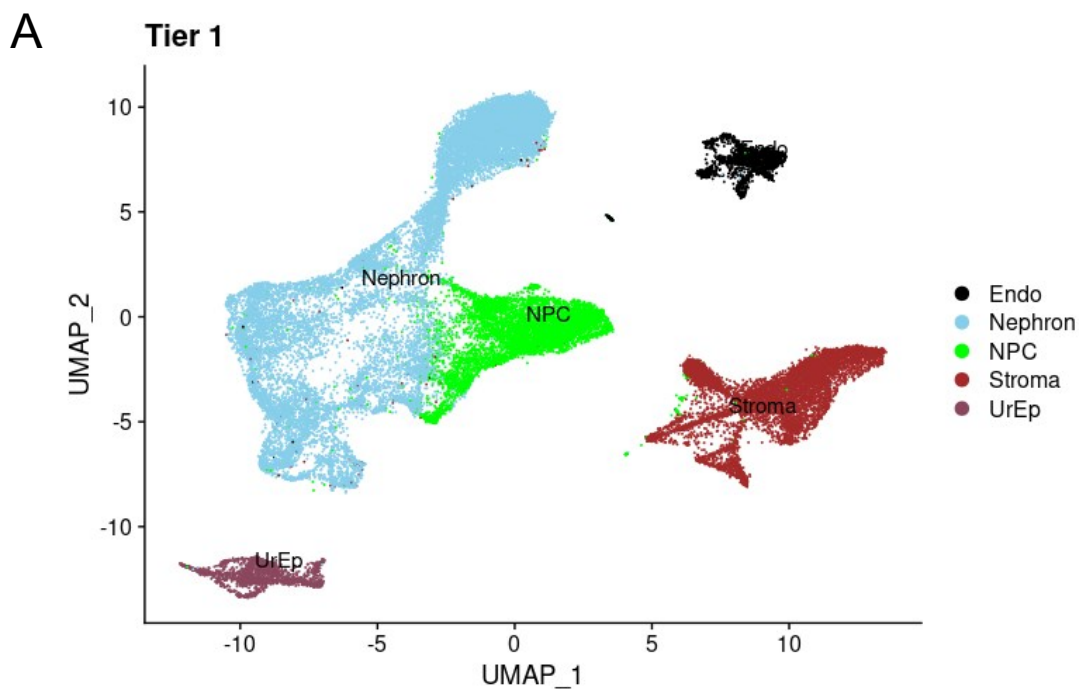 A
Tier 1
10
5
0
-5
-10
UMAP_2
Endo
Nephron
NPC
Stroma
UrEp
-10
-5
0
5
10
UMAP_1
Endo
Nephron
NPC
Stroma
UrEp